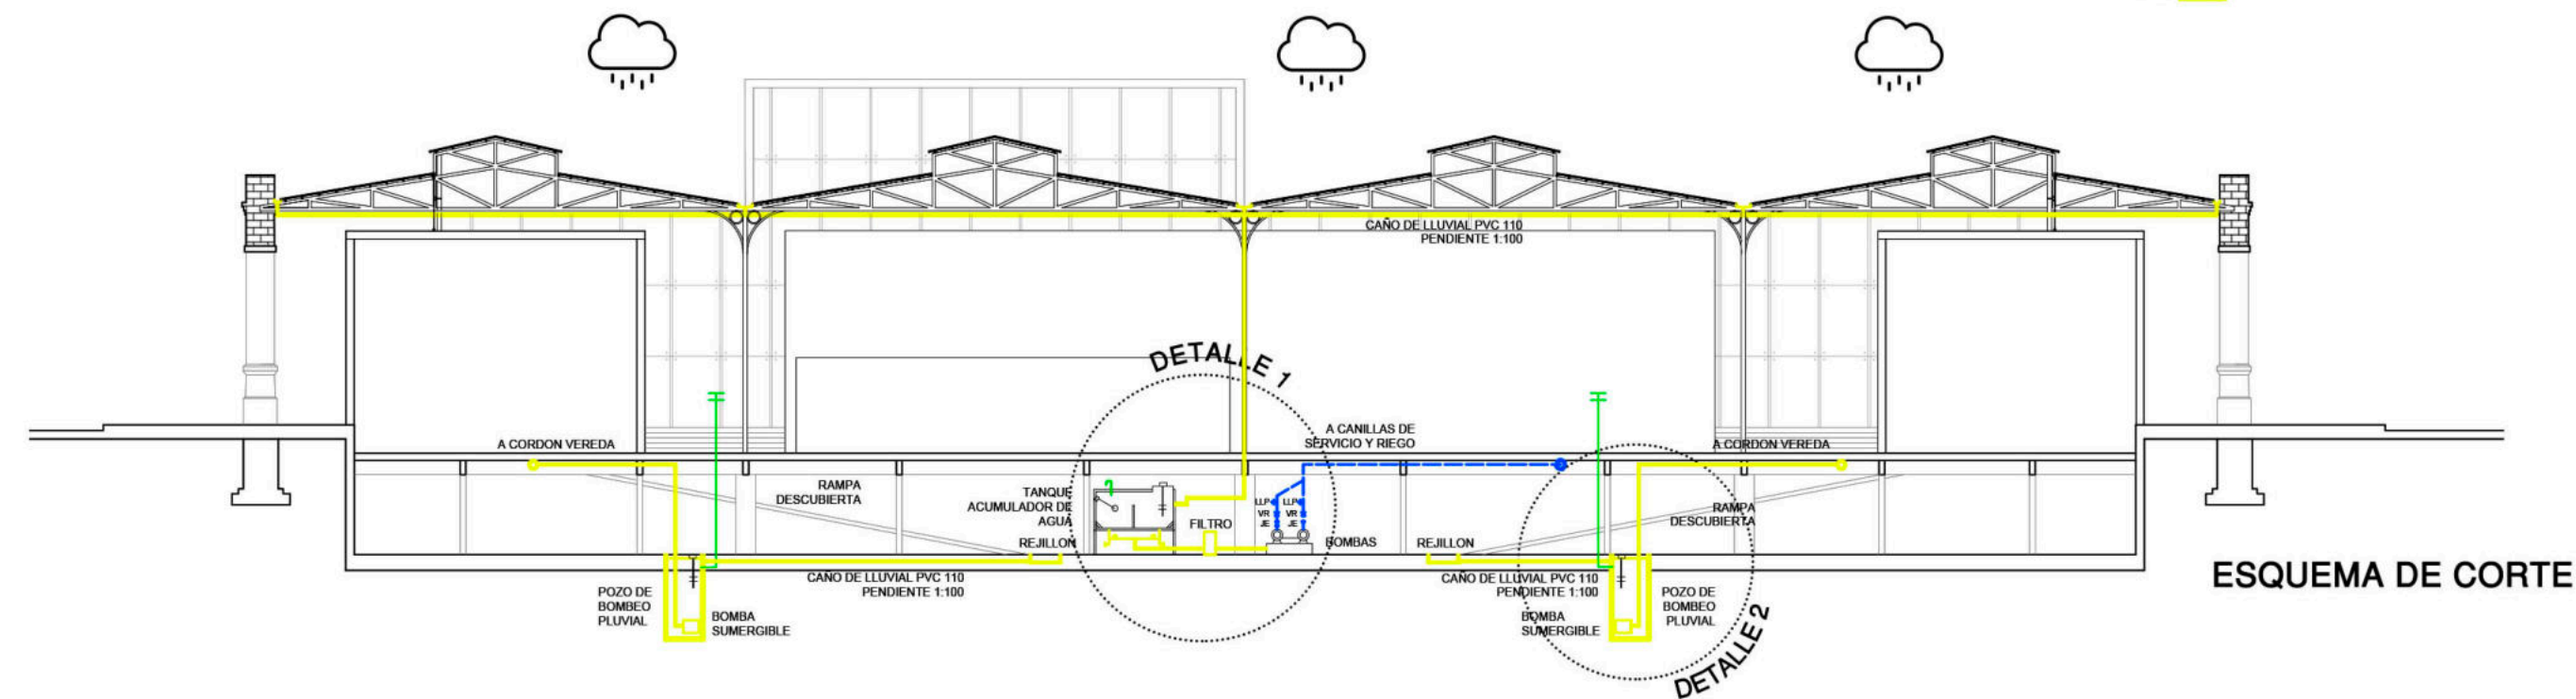 CAÑO DE LLUVIAL PVC 110
PENDIENTE 1:100
DETALLE 1
A CORDON VEREDA
A CANILLAS DE
SERVICIO Y RIEGO
A CORDON VEREDA
RAMPA
DESCUBIERTA
TANQUE
ACUMULADOR DE
AGUA
FILTRO
LLP LLP
VR VR
JE JE
BOMBAS
REJILLON
REJILLON
RAMPA
DESCUBIERTA
CAÑO DE LLUVIAL PVC 110
PENDIENTE 1:100
CAÑO DE LLUVIAL PVC 110
PENDIENTE 1:100
POZO DE
BOMBEO
PLUVIAL
BOMBA
SUMERGIBLE
BOMBA
SUMERGIBLE
POZO DE
BOMBEO
PLUVIAL
DETALLE 2
ESQUEMA DE CORTE